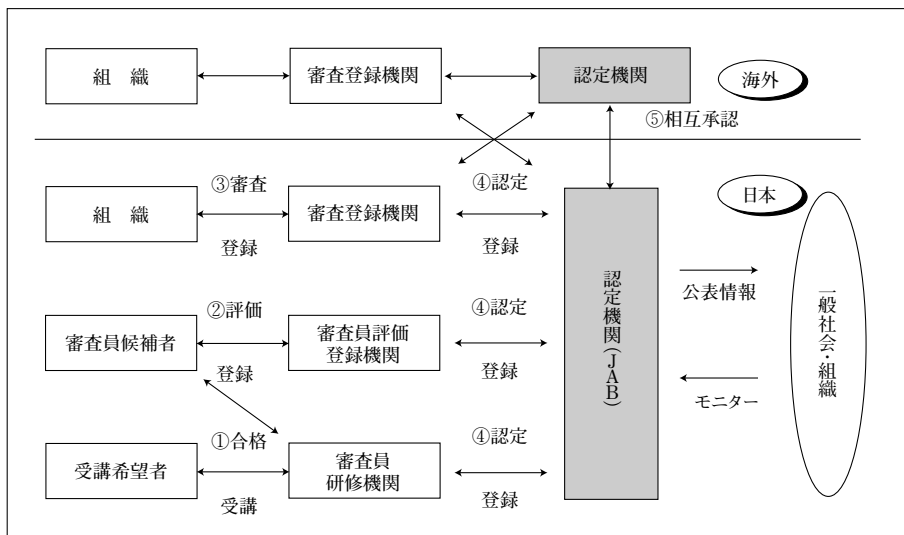 組　織
審査登録機関
認定機関
海外
⑤相互承認
③審査
④認定
日本
組　織
審査登録機関
登録
登録
認定機関(JAB)
公表情報
一般社会・組織
②評価
④認定
審査員候補者
審査員評価
登録機関
登録
登録
モニター
①合格
④認定
受講希望者
審査員
研修機関
受講
登録